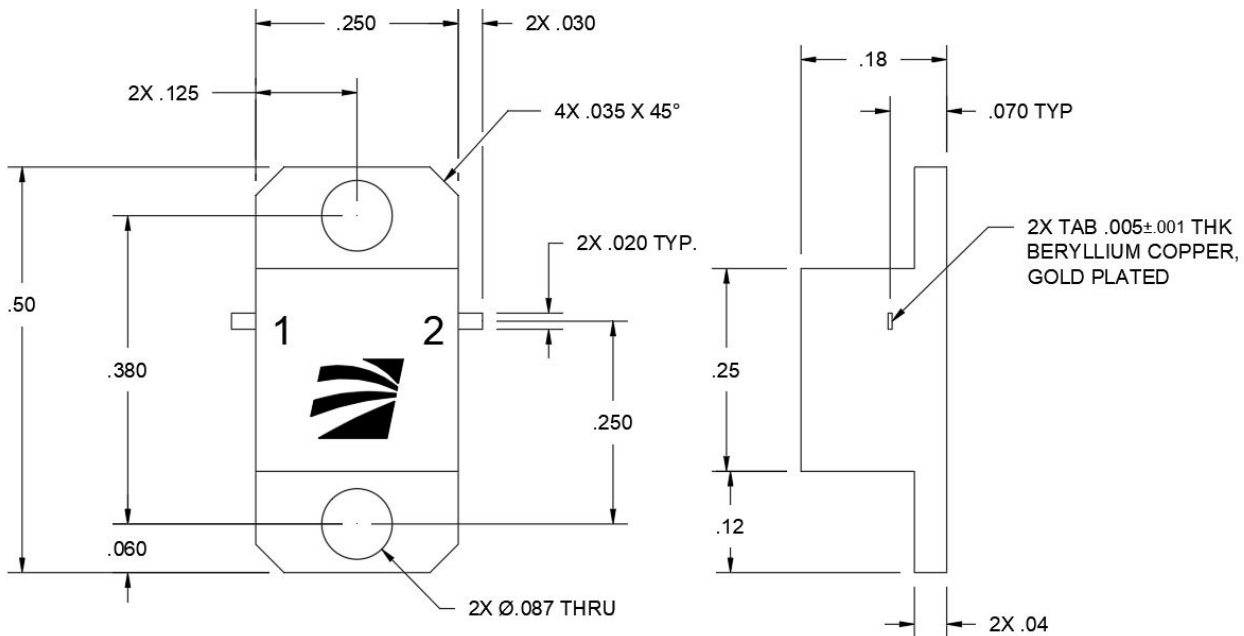 .250
2X .030
.18
2X .125
4X .035 X 45°
.070 TYP
2X .020 TYP.
2X TAB .005±.001 THK
BERYLLIUM COPPER,
GOLD PLATED
.50
1
2
.380
.25
.250
.12
.060
2X Ø.087 THRU
2X .04